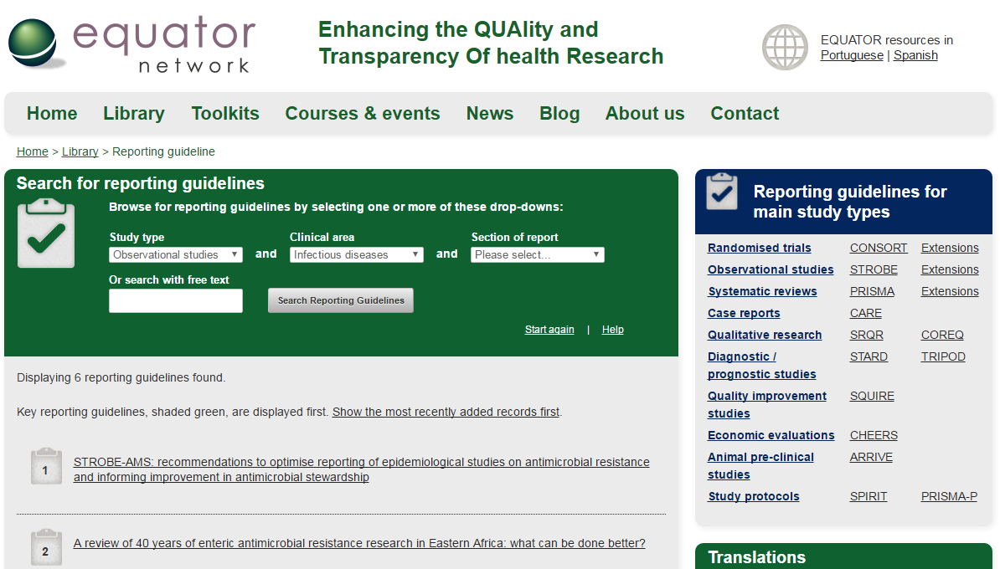 equator
network
Enhancing the QUAlity and
Transparency Of health Research
EQUATOR resources in
Portuguese | Spanish
Home Library Toolkits Courses & events News Blog About us Contact
Home > Library > Reporting guideline
Search for reporting guidelines
Browse for reporting guidelines by selecting one or more of these drop-downs:
Study type Clinical area Section of report
Observational studies and Infectious diseases and Please select...
Or search with free text
Search Reporting Guidelines
Start again | Help
Displaying 6 reporting guidelines found.
Key reporting guidelines, shaded green, are displayed first. Show the most recently added records first.
1
STROBE-AMS: recommendations to optimise reporting of epidemiological studies on antimicrobial resistance
and informing improvement in antimicrobial stewardship
2
A review of 40 years of enteric antimicrobial resistance research in Eastern Africa: what can be done better?
Reporting guidelines for
main study types
Randomised trials CONSORT Extensions
Observational studies STROBE Extensions
Systematic reviews PRISMA Extensions
Case reports CARE
Qualitative research SRQR COREQ
Diagnostic / STARD TRIPOD
prognostic studies
Quality improvement SQUIRE
studies
Economic evaluations CHEERS
Animal pre-clinical ARRIVE
studies
Study protocols SPIRIT PRISMA-P
Translations